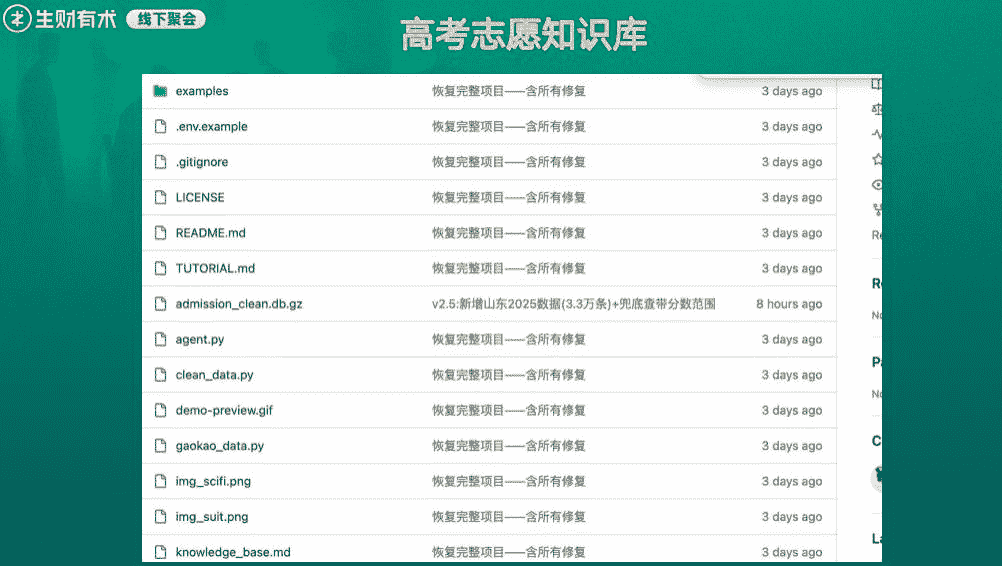 生财有术 线下聚会
高考志愿知识库
examples 恢复完整项目——含所有修复 3 days ago
.env.example 恢复完整项目——含所有修复 3 days ago
.gitignore 恢复完整项目——含所有修复 3 days ago
LICENSE 恢复完整项目——含所有修复 3 days ago
README.md 恢复完整项目——含所有修复 3 days ago
TUTORIAL.md 恢复完整项目——含所有修复 3 days ago
admission_clean.db.gz v2.5:新增山东2025数据(3.3万条)+兜底查带分数范围 8 hours ago
agent.py 恢复完整项目——含所有修复 3 days ago
clean_data.py 恢复完整项目——含所有修复 3 days ago
demo-preview.gif 恢复完整项目——含所有修复 3 days ago
gaokao_data.py 恢复完整项目——含所有修复 3 days ago
img_scifi.png 恢复完整项目——含所有修复 3 days ago
img_suit.png 恢复完整项目——含所有修复 3 days ago
knowledge_base.md 恢复完整项目——含所有修复 3 days ago